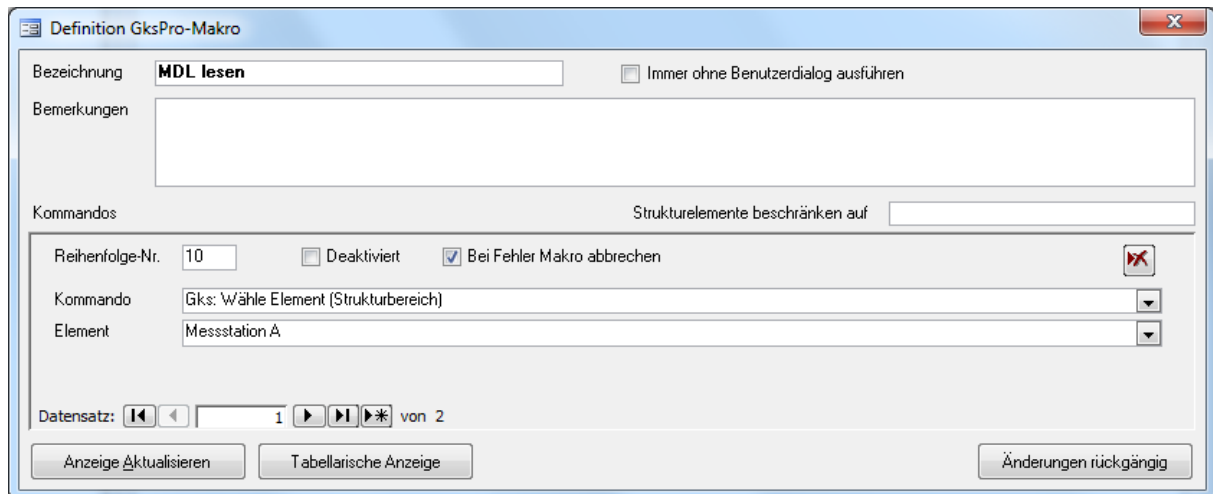 Definition GksPro-Makro
Bezeichnung MDL lesen Immer ohne Benutzerdialog ausführen
Bemerkungen
Kommandos Strukturelemente beschränken auf
Reihenfolge-Nr. 10 Deaktiviert Bei Fehler Makro abbrechen
Kommando Gks: Wähle Element (Strukturbereich)
Element Messstation A
Datensatz: 1 von 2
Anzeige Aktualisieren Tabellarische Anzeige Änderungen rückgängig